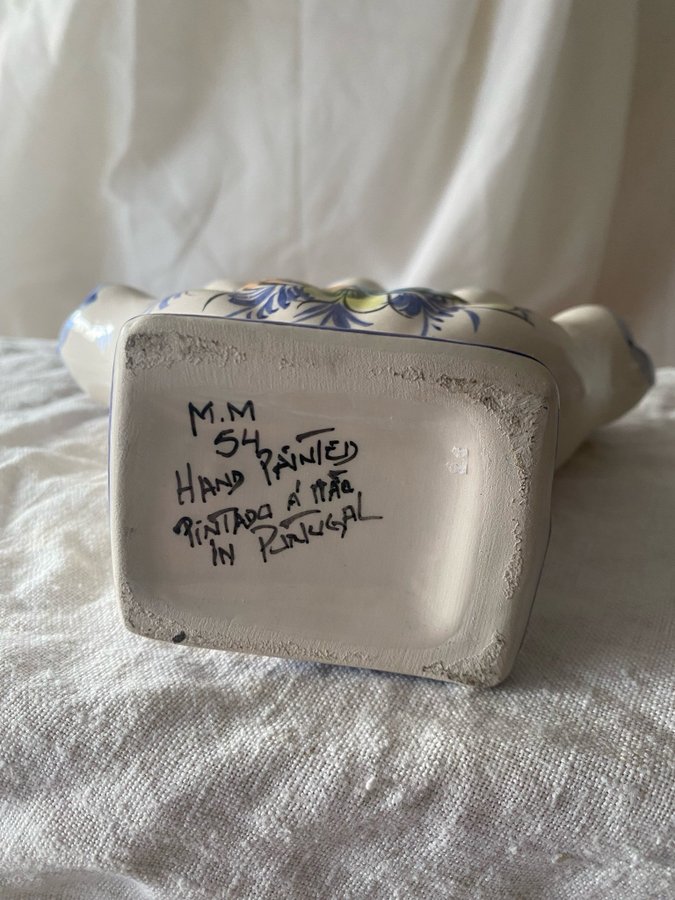 M.M
54
HAND PAINTED
PINTADO Á MÃO
IN PORTUGAL